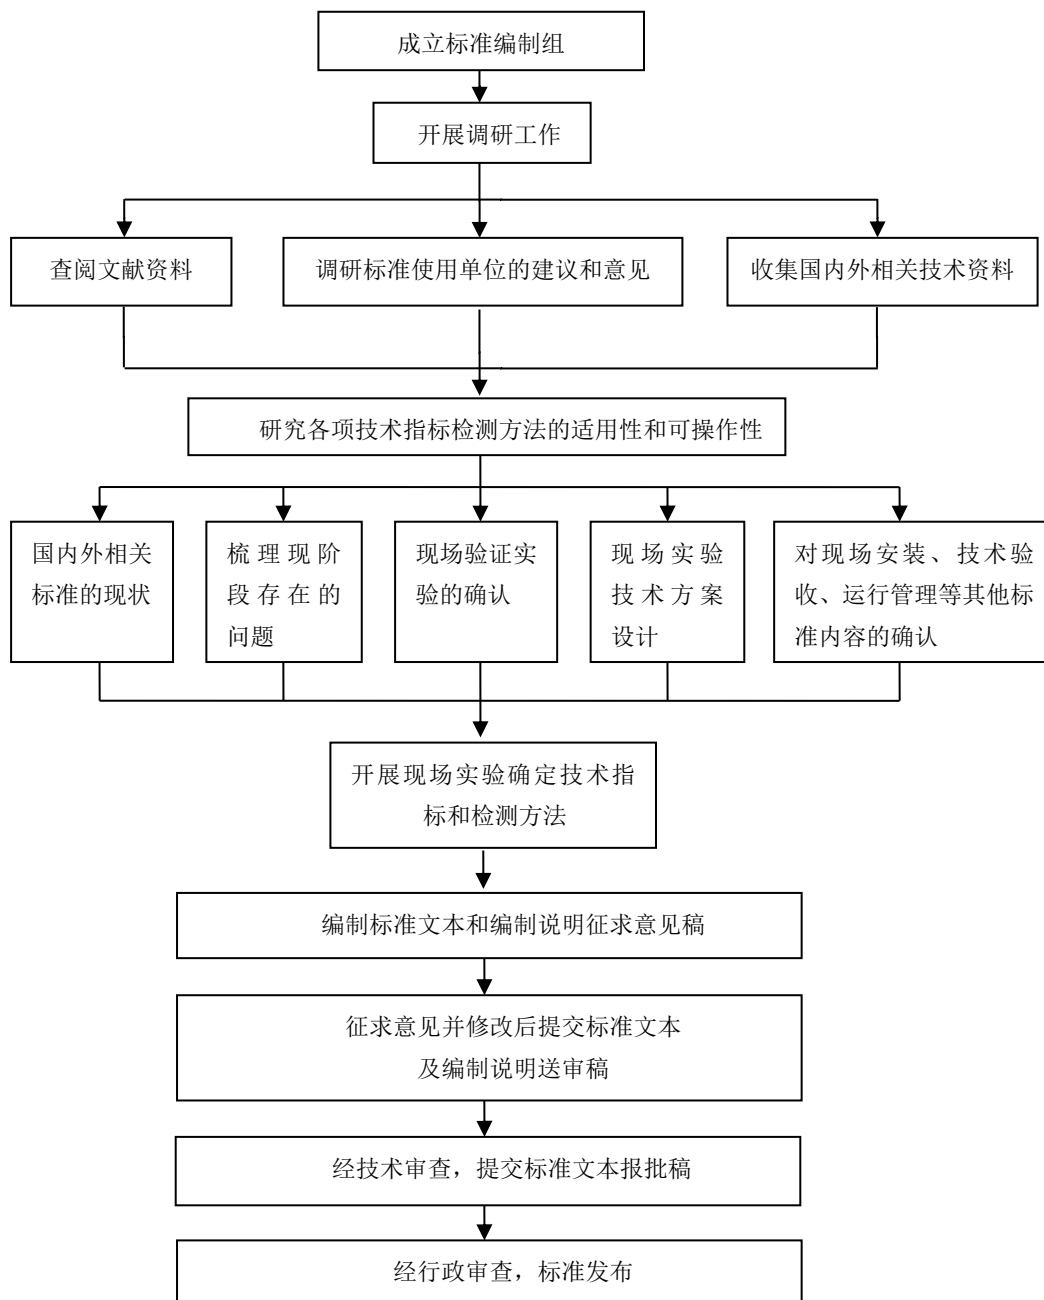 成立标准编制组
开展调研工作
查阅文献资料
调研标准使用单位的建议和意见
收集国内外相关技术资料
研究各项技术指标检测方法的适用性和可操作性
国内外相关
标准的现状
梳理现阶
段存在的
问题
现场验证实
验的确认
现场实验
技术方案
设计
对现场安装、技术验
收、运行管理等其他标
准内容的确认
开展现场实验确定技术指
标和检测方法
编制标准文本和编制说明征求意见稿
征求意见并修改后提交标准文本
及编制说明送审稿
经技术审查，提交标准文本报批稿
经行政审查，标准发布